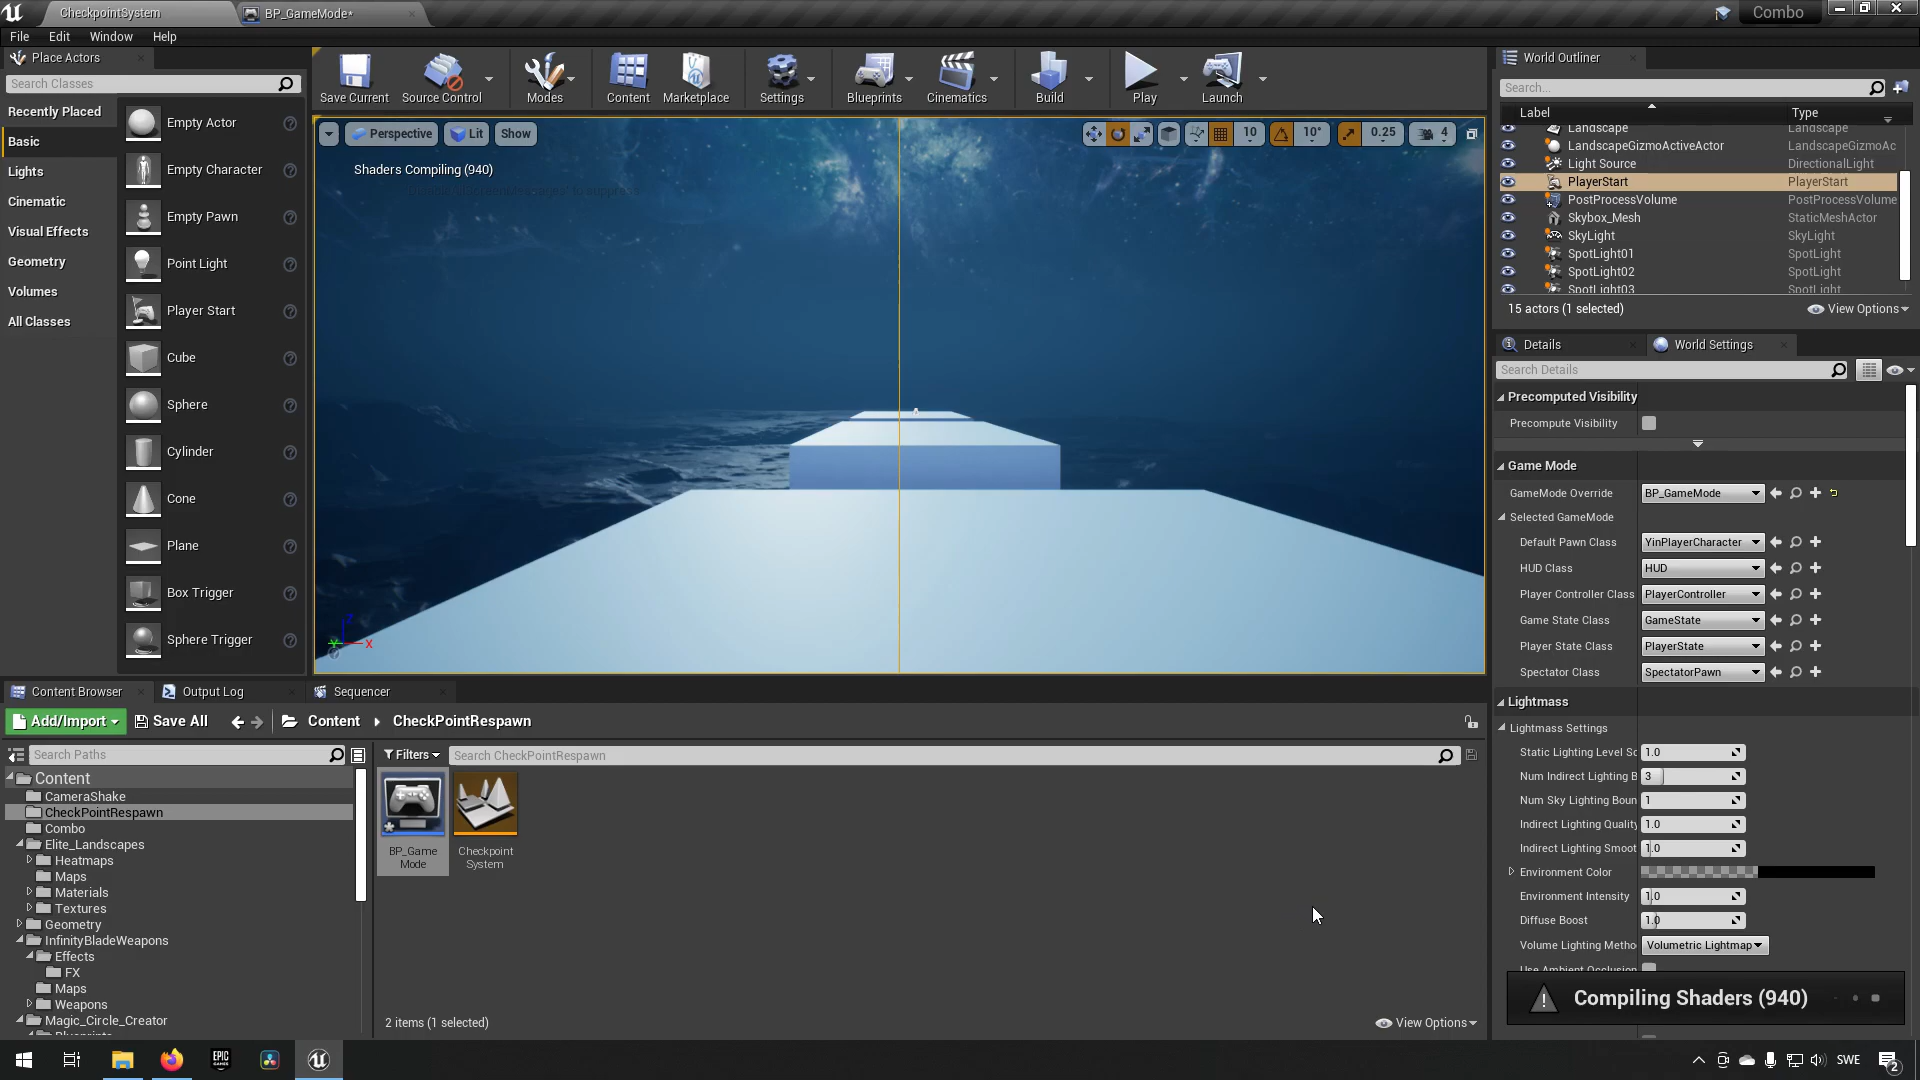 CheckpointSystem
BP_GameMode*
Combo
File
Edit
Window
Help
Place Actors
Search Classes
Recently Placed
Basic
Lights
Cinematic
Visual Effects
Geometry
Volumes
All Classes
Empty Actor
Empty Character
Empty Pawn
Point Light
Player Start
Cube
Sphere
Cylinder
Cone
Plane
Box Trigger
Sphere Trigger
Save Current
Source Control
Modes
Content
Marketplace
Settings
Blueprints
Cinematics
Build
Play
Launch
Perspective
Lit
Show
10
10°
0.25
4
Shaders Compiling (940)
Z
X
Y
World Outliner
Search...
Label
Type
Landscape
Landscape
LandscapeGizmoActiveActor
LandscapeGizmoAc
Light Source
DirectionalLight
PlayerStart
PlayerStart
PostProcessVolume
PostProcessVolume
Skybox_Mesh
StaticMeshActor
SkyLight
SkyLight
SpotLight01
SpotLight
SpotLight02
SpotLight
SpotLight03
SpotLight
15 actors (1 selected)
View Options
Details
World Settings
Search Details
Precomputed Visibility
Precompute Visibility
Game Mode
GameMode Override
BP_GameMode
Selected GameMode
Default Pawn Class
YinPlayerCharacter
HUD Class
HUD
Player Controller Class
PlayerController
Game State Class
GameState
Player State Class
PlayerState
Spectator Class
SpectatorPawn
Lightmass
Lightmass Settings
Static Lighting Level Sc
1.0
Num Indirect Lighting B
3
Num Sky Lighting Boun
1
Indirect Lighting Quality
1.0
Indirect Lighting Smoot
1.0
Environment Color
Environment Intensity
1.0
Diffuse Boost
1.0
Volume Lighting Metho
Volumetric Lightmap
Use Ambient Occlusion
Compiling Shaders (940)
Content Browser
Output Log
Sequencer
Add/Import
Save All
Content
CheckPointRespawn
Search Paths
Filters
Search CheckPointRespawn
Content
CameraShake
CheckPointRespawn
Combo
Elite_Landscapes
Heatmaps
Maps
Materials
Textures
Geometry
InfinityBladeWeapons
Effects
FX
Maps
Weapons
Magic_Circle_Creator
Blueprints
BP_Game
Mode
Checkpoint
System
2 items (1 selected)
View Options
EPIC
GAMES
SWE
2